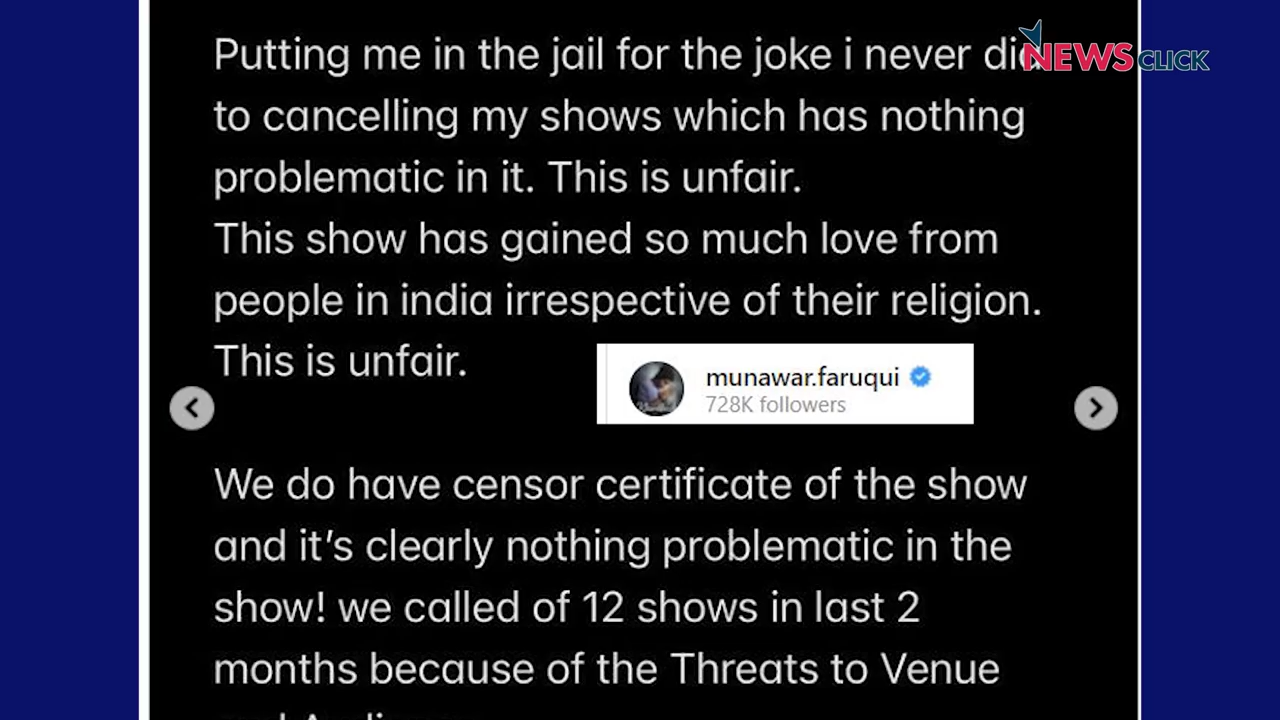 NEWSCLICK
Putting me in the jail for the joke i never did
to cancelling my shows which has nothing
problematic in it. This is unfair.
This show has gained so much love from
people in india irrespective of their religion.
This is unfair.
munawar.faruqui
728K followers
We do have censor certificate of the show
and it's clearly nothing problematic in the
show! we called of 12 shows in last 2
months because of the Threats to Venue